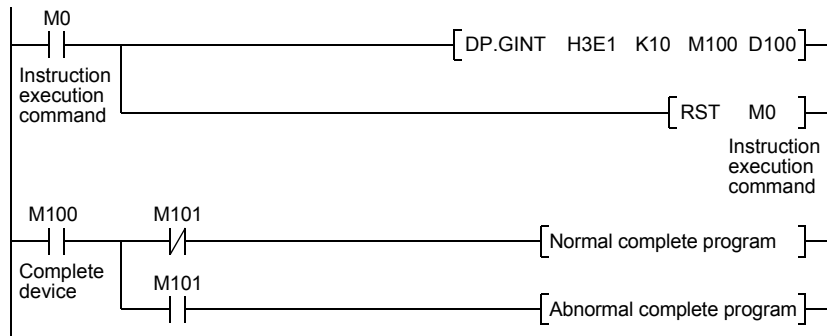 M0
DP.GINT H3E1 K10 M100 D100
Instruction
execution
command
RST M0
Instruction
execution
command
M100 M101
Normal complete program
Complete
device
M101
Abnormal complete program